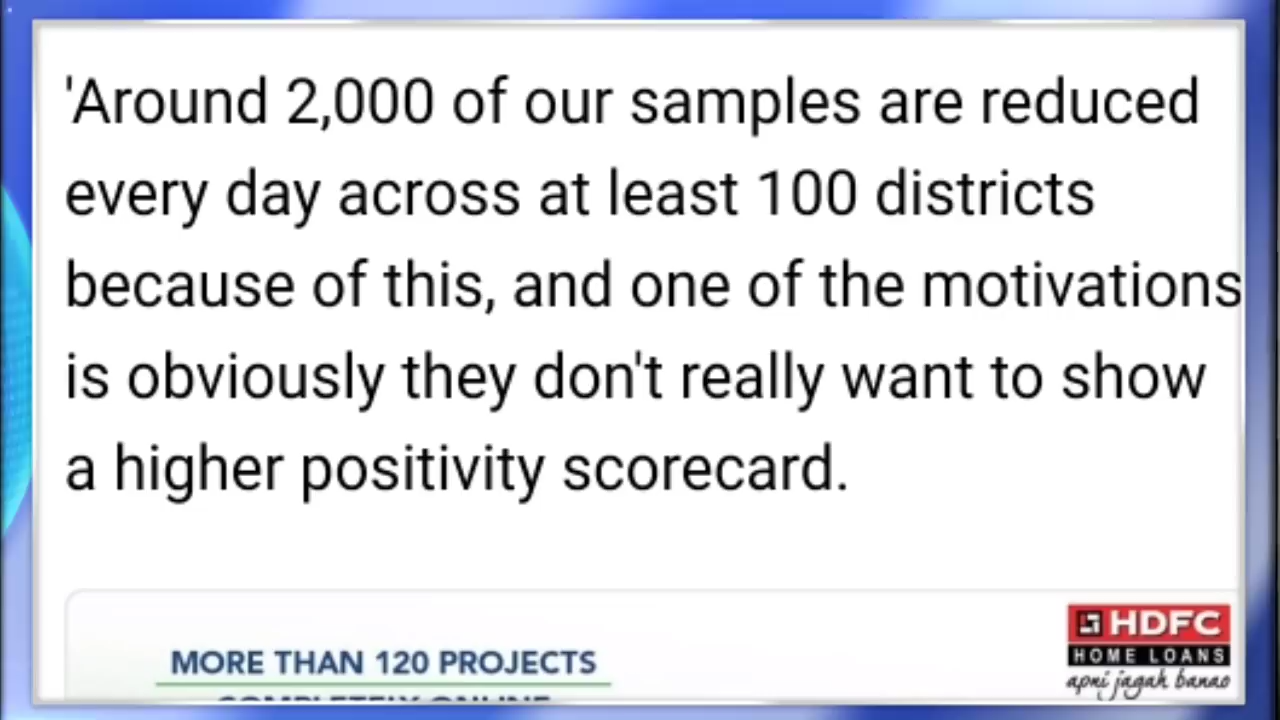 'Around 2,000 of our samples are reduced
every day across at least 100 districts
because of this, and one of the motivations
is obviously they don't really want to show
a higher positivity scorecard.
MORE THAN 120 PROJECTS
COMPLETELY ONLINE
HDFC
HOME LOANS
apni jagah banao